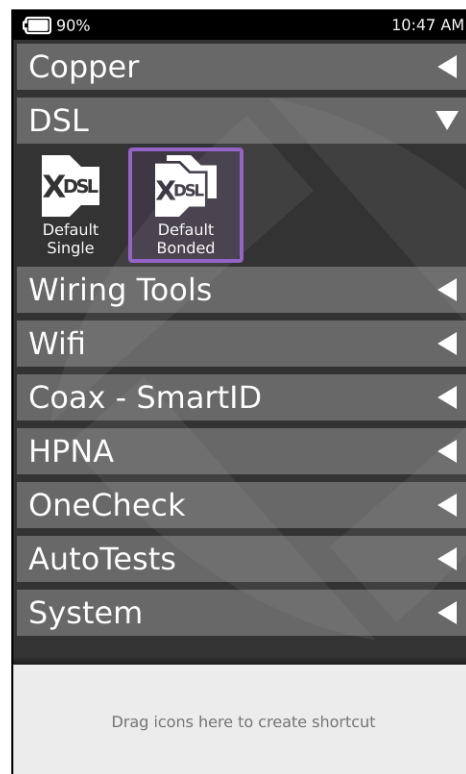 90%
10:47 AM
Copper
DSL
XDSL
XDSL
Default
Single
Default
Bonded
Wiring Tools
Wifi
Coax - SmartID
HPNA
OneCheck
AutoTests
System
Drag icons here to create shortcut